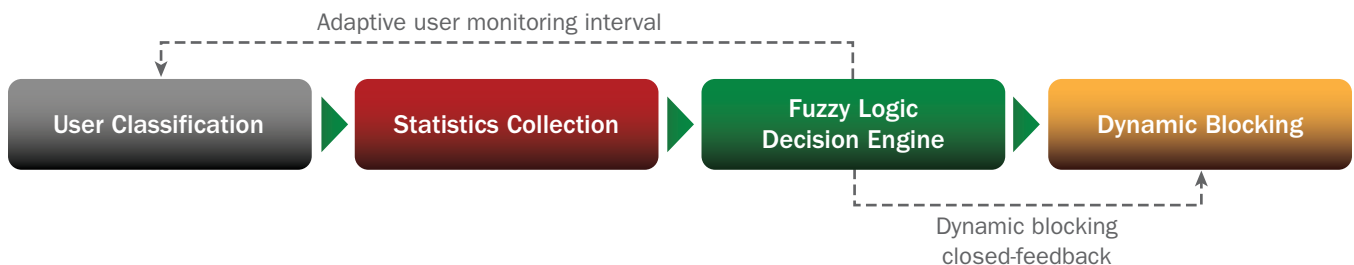 Adaptive user monitoring interval
User Classification
Statistics Collection
Fuzzy Logic
Decision Engine
Dynamic Blocking
Dynamic blocking
closed-feedback